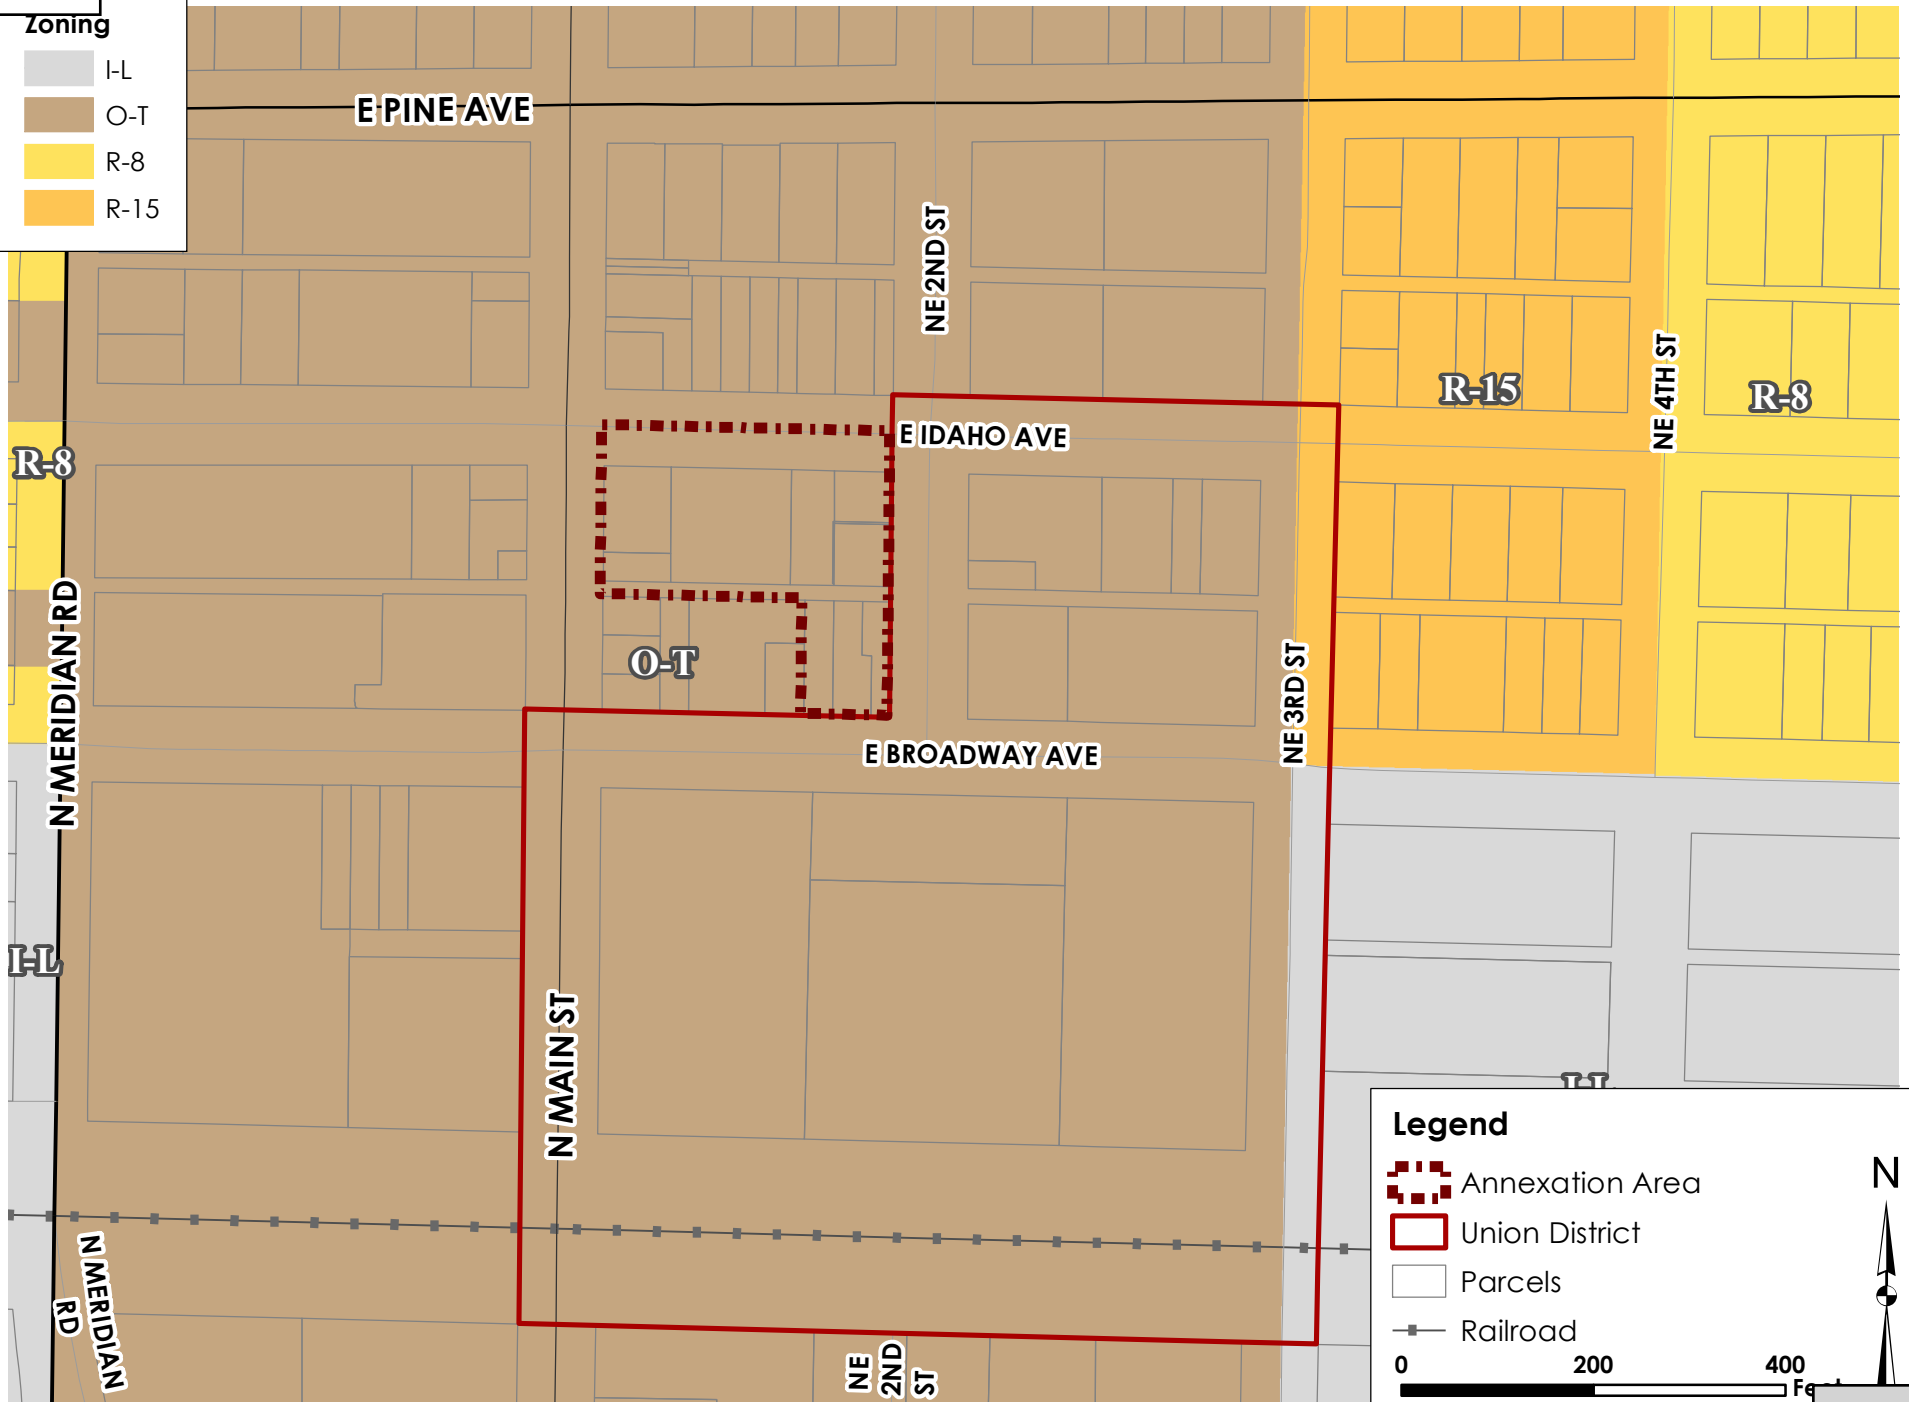 Zoning
I-L
O-T
R-8
R-15
E PINE AVE
NE 2ND ST
NE 4TH ST
R-15
R-8
E IDAHO AVE
R-8
N MERIDIAN RD
O-T
NE 3RD ST
E BROADWAY AVE
I-L
N MAIN ST
I-L
Legend
Annexation Area
Union District
Parcels
Railroad
N
0 200 400
N MERIDIAN
RD
NE
2ND
ST